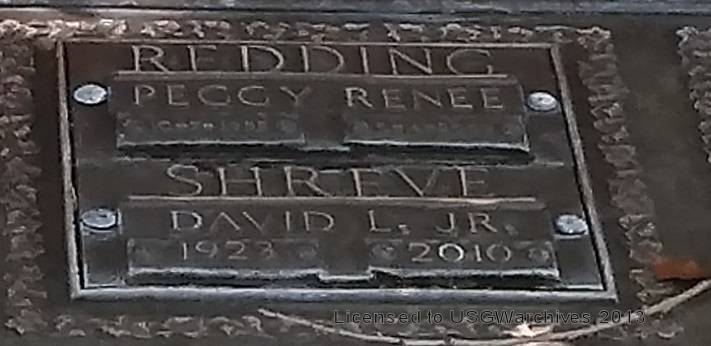 REDDING
PEGGY RENEE
SHREVE
DAVID L. JR.
1923 2010
Licensed to USGWarchives 2013